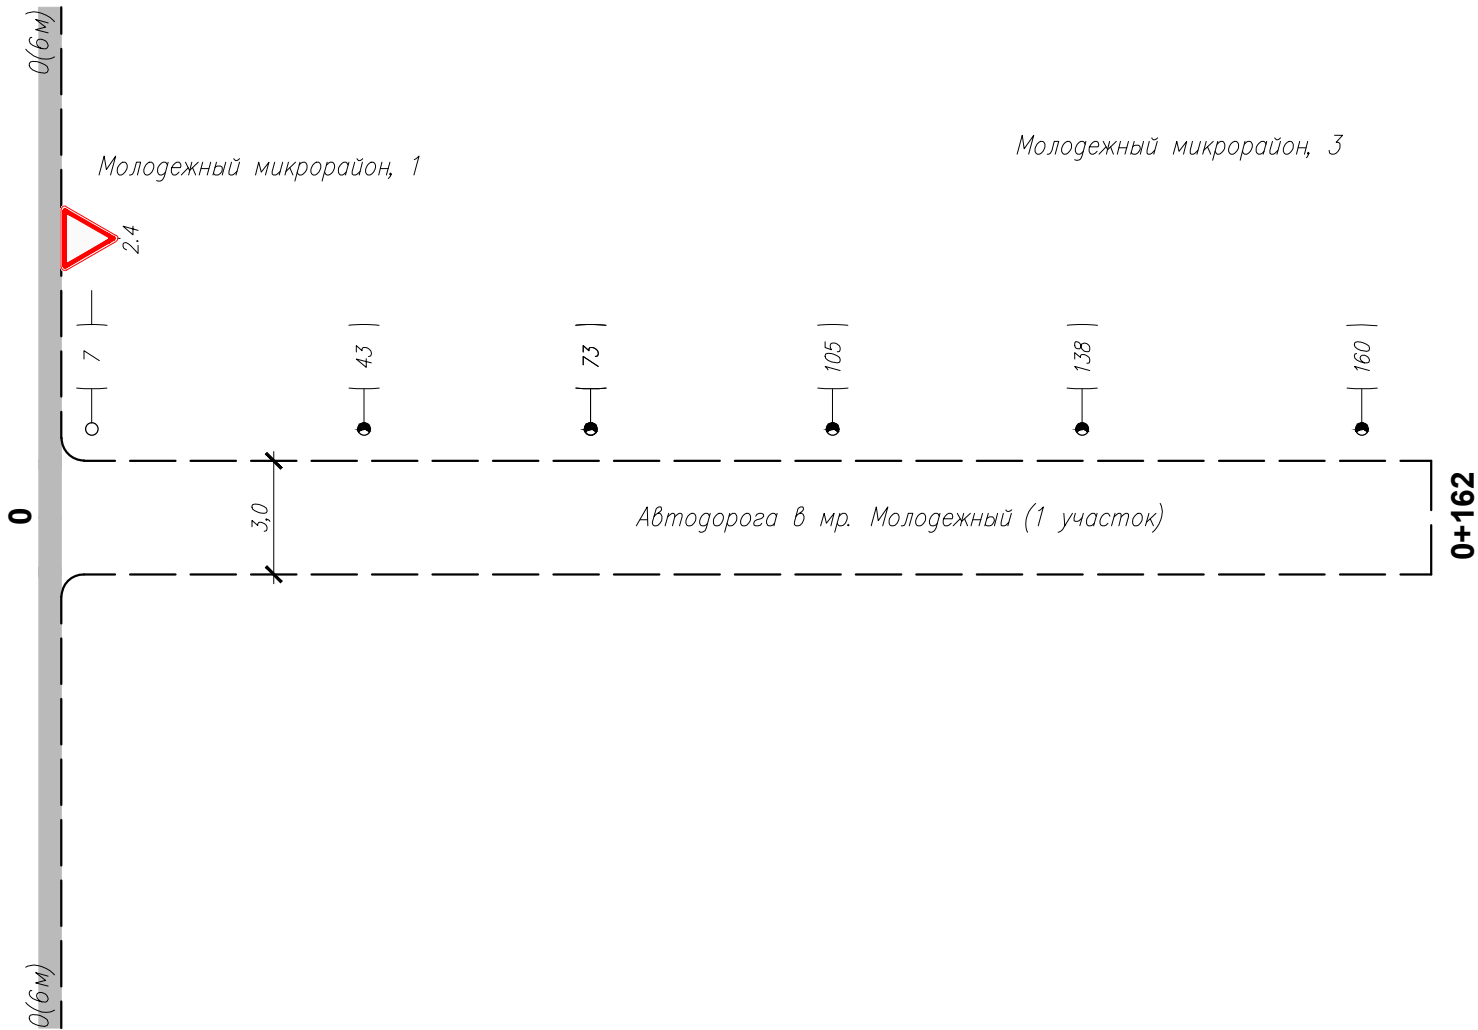 0(6м)
Молодежный микрорайон, 1
Молодежный микрорайон, 3
2.4
7
43
73
105
138
160
0
3,0
Автодорога в мр. Молодежный (1 участок)
0+162
0(6м)